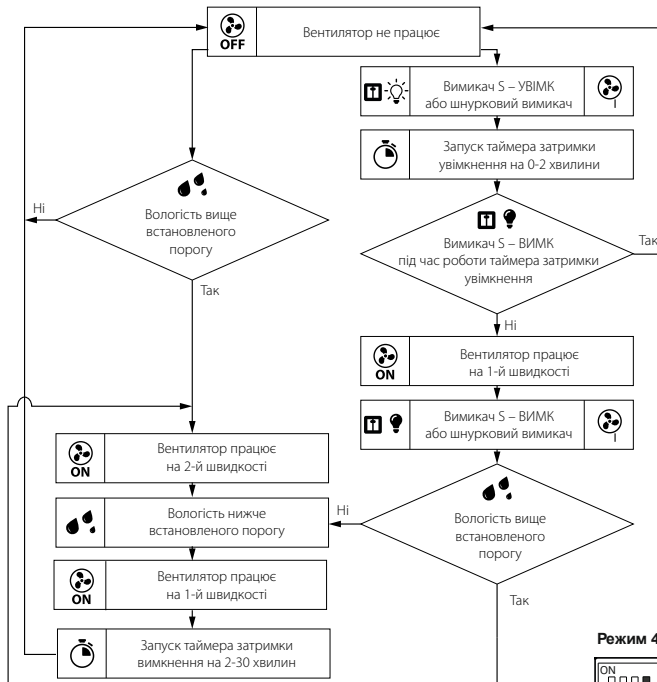 OFF
Вентилятор не працює
Вимикач S – УВІМК
або шнурковий вимикач
Запуск таймера затримки
увімкнення на 0-2 хвилини
Вологість вище
встановленого
порогу
Ні
Так
Вимикач S – ВИМК
під час роботи таймера затримки
увімкнення
Так
Ні
ON
Вентилятор працює
на 1-й швидкості
Вимикач S – ВИМК
або шнурковий вимикач
ON
Вентилятор працює
на 2-й швидкості
Вологість нижче
встановленого порогу
Ні
Вологість вище
встановленого
порогу
Так
ON
Вентилятор працює
на 1-й швидкості
Запуск таймера затримки
вимкнення на 2-30 хвилин
Режим 4
ON